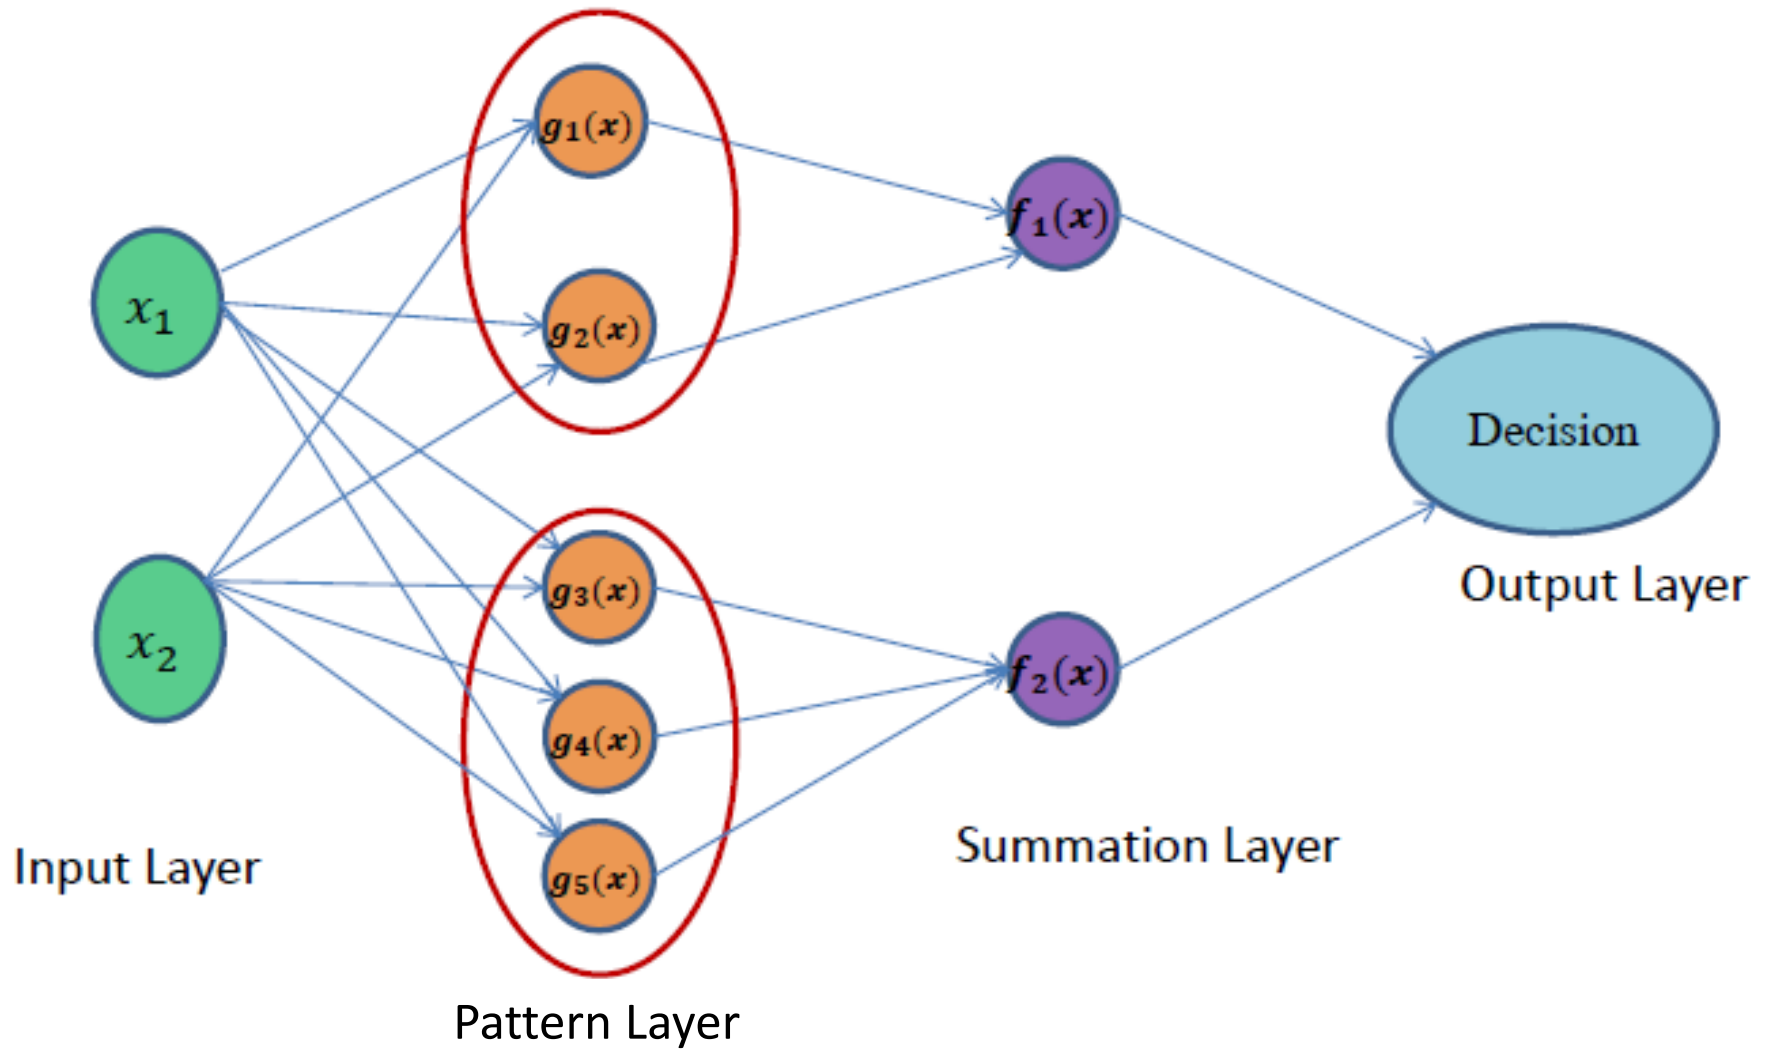 g₁(x)
f₁(x)
x₁
g₂(x)
Decision
Output Layer
g₃(x)
x₂
f₂(x)
g₄(x)
Summation Layer
Input Layer
g₅(x)
Pattern Layer